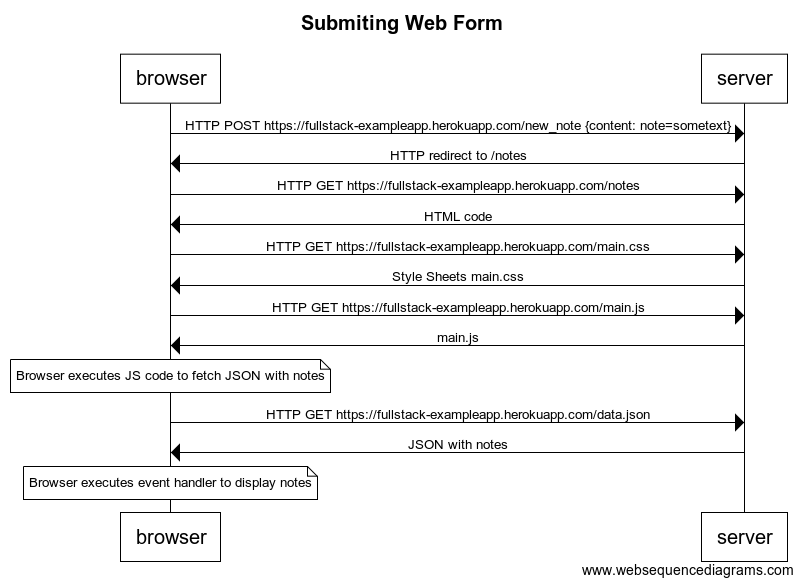 Submiting Web Form
browser
server
HTTP POST https://fullstack-exampleapp.herokuapp.com/new_note {content: note=sometext}
HTTP redirect to /notes
HTTP GET https://fullstack-exampleapp.herokuapp.com/notes
HTML code
HTTP GET https://fullstack-exampleapp.herokuapp.com/main.css
Style Sheets main.css
HTTP GET https://fullstack-exampleapp.herokuapp.com/main.js
main.js
Browser executes JS code to fetch JSON with notes
HTTP GET https://fullstack-exampleapp.herokuapp.com/data.json
JSON with notes
Browser executes event handler to display notes
browser
server
www.websequencediagrams.com